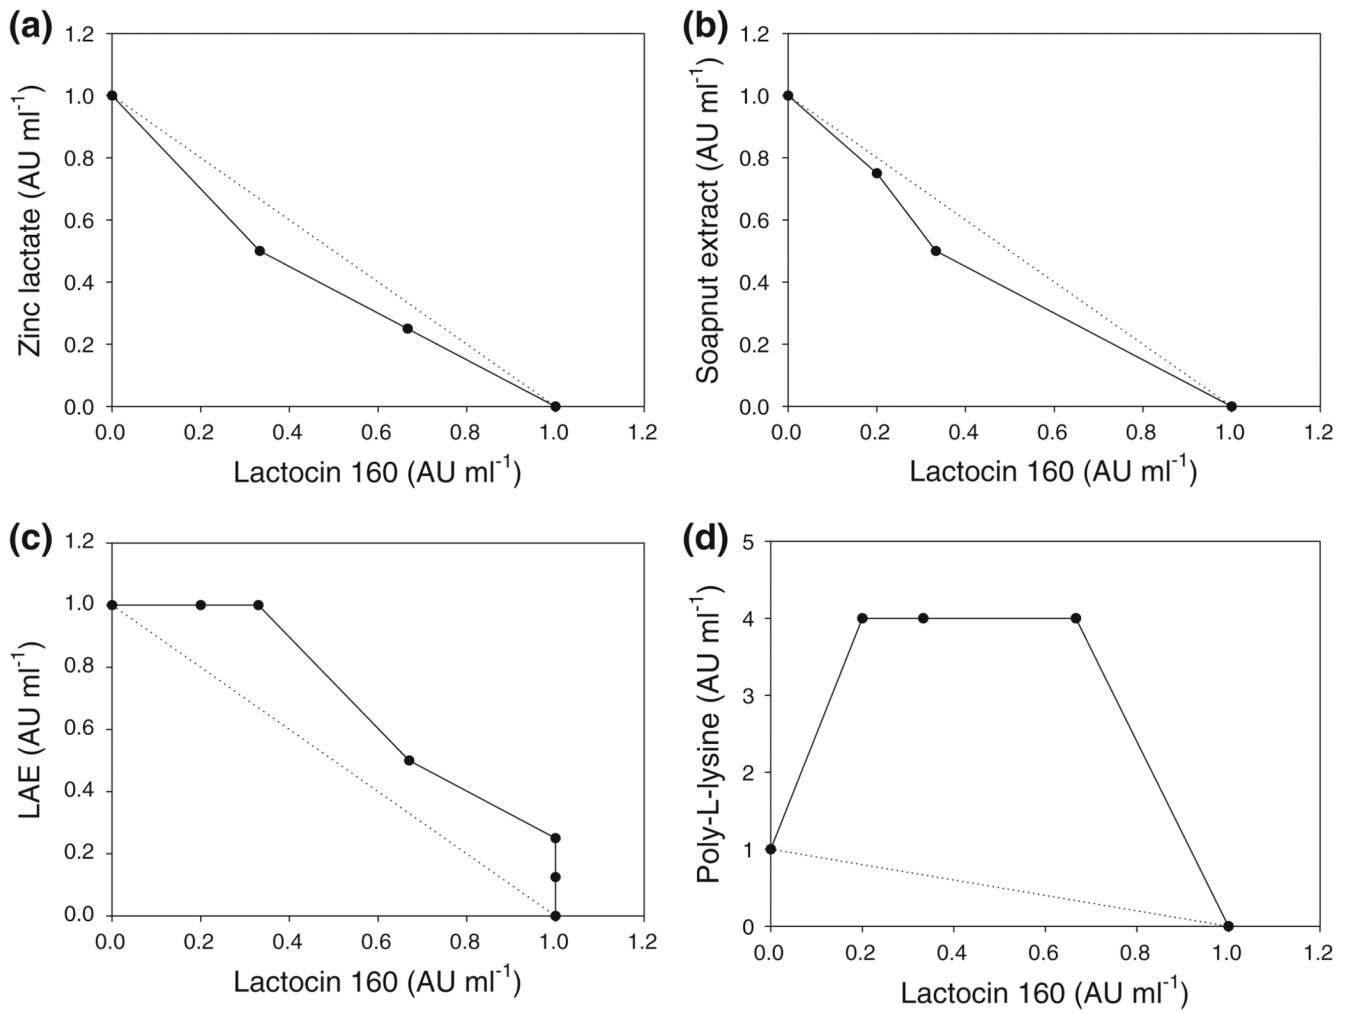 (a)
1.2
1.0
0.8
0.6
0.4
0.2
0.0
Zinc lactate (AU ml⁻¹)
0.0 0.2 0.4 0.6 0.8 1.0 1.2
Lactocin 160 (AU ml⁻¹)
(b)
1.2
1.0
0.8
0.6
0.4
0.2
0.0
Soapnut extract (AU ml⁻¹)
0.0 0.2 0.4 0.6 0.8 1.0 1.2
Lactocin 160 (AU ml⁻¹)
(c)
1.2
1.0
0.8
0.6
0.4
0.2
0.0
LAE (AU ml⁻¹)
0.0 0.2 0.4 0.6 0.8 1.0 1.2
Lactocin 160 (AU ml⁻¹)
(d)
5
4
3
2
1
0
Poly-L-lysine (AU ml⁻¹)
0.0 0.2 0.4 0.6 0.8 1.0 1.2
Lactocin 160 (AU ml⁻¹)